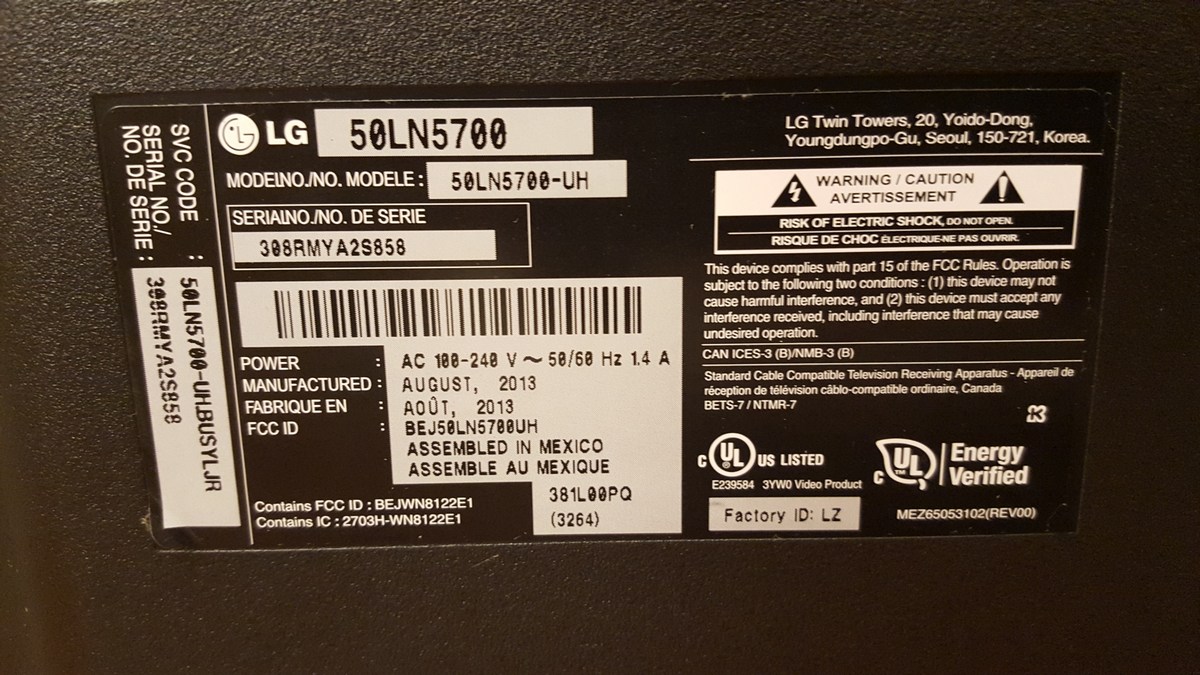 SVC CODE :
50LN5700-UH.BUSYLJR
SERIAL NO./
NO. DE SERIE :
308RMYA2S858
LG 50LN5700
MODELNO./NO. MODELE : 50LN5700-UH
SERIALNO./NO. DE SERIE
308RMYA2S858
POWER : AC 100-240 V ~ 50/60 Hz 1.4 A
MANUFACTURED : AUGUST, 2013
FABRIQUE EN : AOÛT, 2013
FCC ID : BEJ50LN5700UH
ASSEMBLED IN MEXICO
ASSEMBLE AU MEXIQUE
Contains FCC ID : BEJWN8122E1
Contains IC : 2703H-WN8122E1
381L00PQ
(3264)
LG Twin Towers, 20, Yoido-Dong,
Youngdungpo-Gu, Seoul, 150-721, Korea.
WARNING / CAUTION
AVERTISSEMENT
RISK OF ELECTRIC SHOCK, DO NOT OPEN.
RISQUE DE CHOC ÉLECTRIQUE-NE PAS OUVRIR.
This device complies with part 15 of the FCC Rules. Operation is
subject to the following two conditions : (1) this device may not
cause harmful interference, and (2) this device must accept any
interference received, including interference that may cause
undesired operation.
CAN ICES-3 (B)/NMB-3 (B)
Standard Cable Compatible Television Receiving Apparatus - Appareil de
réception de télévision câblo-compatible ordinaire, Canada
BETS-7 / NTMR-7
C UL US LISTED
E239584 3YW0 Video Product
C UL TM Energy
Verified
Factory ID: LZ
MEZ65053102(REV00)